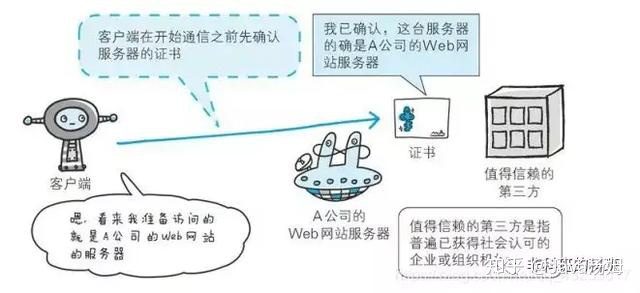 客户端在开始通信之前先确认
服务器的证书
我已确认，这台服务器
的确是A公司的Web网
站服务器
客户端
证书
值得信赖的
第三方
A公司的
Web网站服务器
嗯，看来我准备访问的
就是A公司的Web网站
的服务器
值得信赖的第三方是指
普遍已获得社会认可的
企业或组织机
知乎